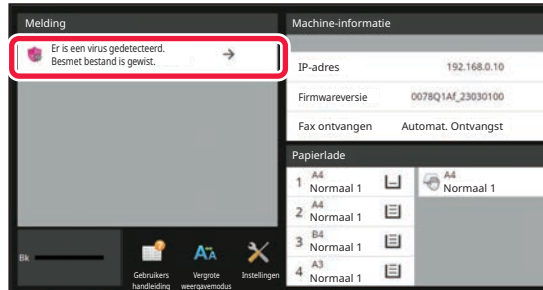 Melding
Er is een virus gedetecteerd.
Besmet bestand is gewist.
Machine-informatie
IP-adres 192.168.0.10
Firmwareversie 0078Q1Af_23030100
Fax ontvangen Automat. Ontvangst
Papierlade
1 A4
Normaal 1
A4
Normaal 1
2 A4
Normaal 1
3 B4
Normaal 1
4 A3
Normaal 1
Bk
Gebruikers
handleiding
Vergrote
weergavemodus
Instellingen